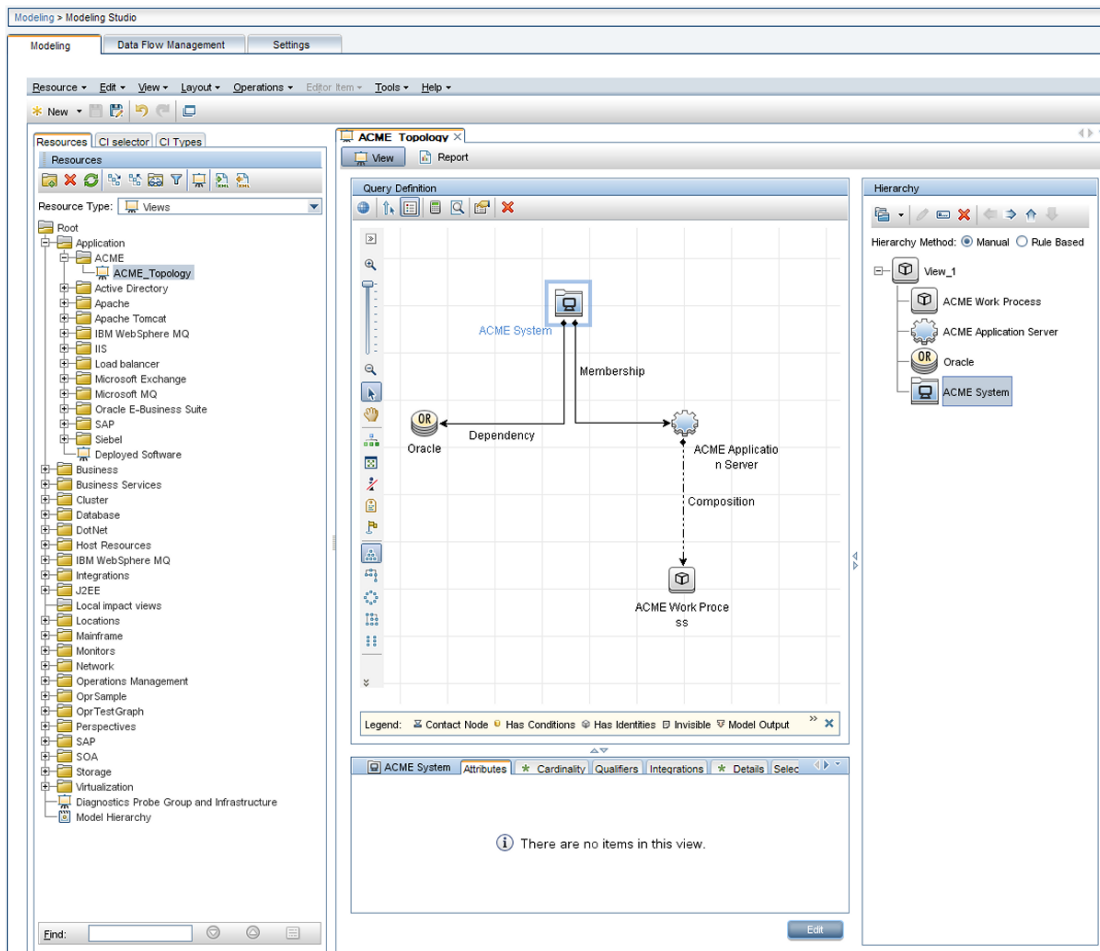 Modeling > Modeling Studio
Modeling Data Flow Management Settings
Resource Edit View Layout Operations Editor Item Tools Help
New
Resources CI selector CI Types
Resources
Resource Type: Views
Root
Application
ACME
ACME_Topology
Active Directory
Apache
Apache Tomcat
IBM WebSphere MQ
IIS
Load balancer
Microsoft Exchange
Microsoft MQ
Oracle E-Business Suite
SAP
Siebel
Deployed Software
Business
Business Services
Cluster
Database
DotNet
Host Resources
IBM WebSphere MQ
Integrations
J2EE
Local impact views
Locations
Mainframe
Monitors
Network
Operations Management
OprSample
OprTestGraph
Perspectives
SAP
SOA
Storage
Virtualization
Diagnostics Probe Group and Infrastructure
Model Hierarchy
Find:
ACME_Topology
View Report
Query Definition
ACME System
Membership
OR
Oracle
Dependency
ACME Applicatio
n Server
Composition
ACME Work Proce
ss
Legend: Contact Node Has Conditions Has Identities Invisible Model Output
ACME System Attributes Cardinality Qualifiers Integrations Details Selec
There are no items in this view.
Edit
Hierarchy
Hierarchy Method: Manual Rule Based
View_1
ACME Work Process
ACME Application Server
OR
Oracle
ACME System